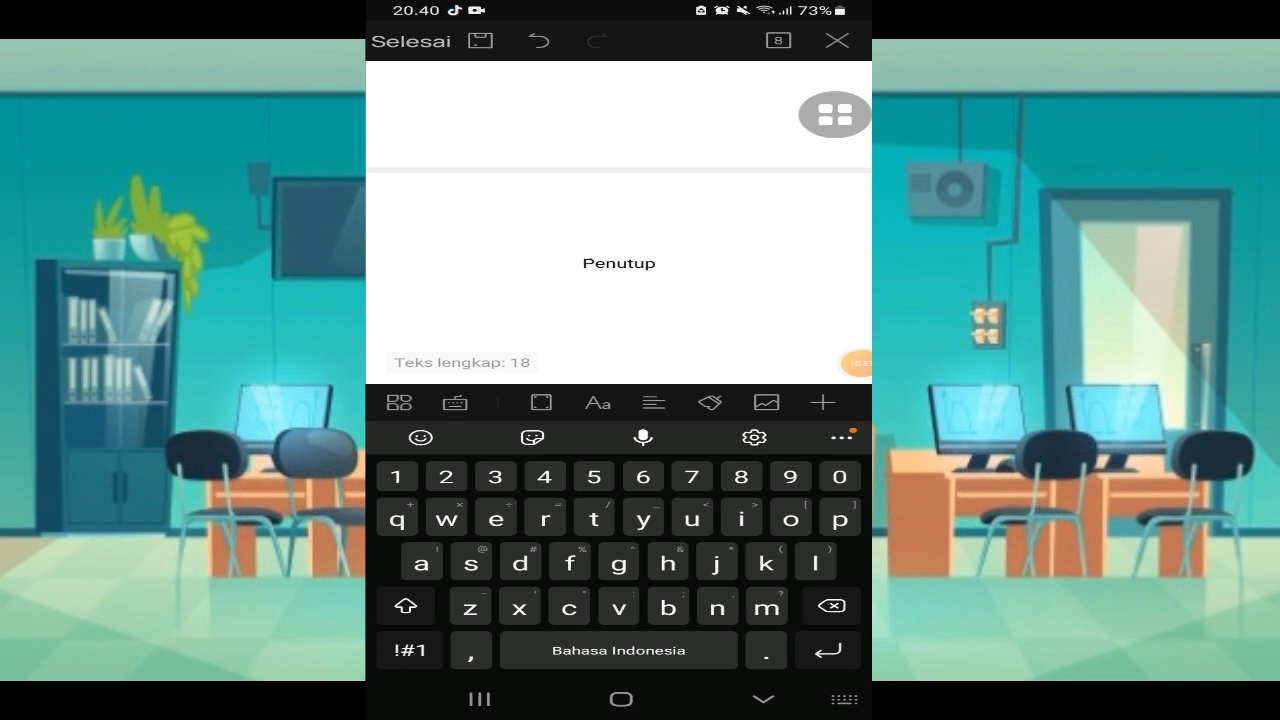 20.40 73%
Selesai 8
Penutup
Teks lengkap: 18
Aa
1 2 3 4 5 6 7 8 9 0
q w e r t y u i o p
a s d f g h j k l
z x c v b n m
!#1 , Bahasa Indonesia .